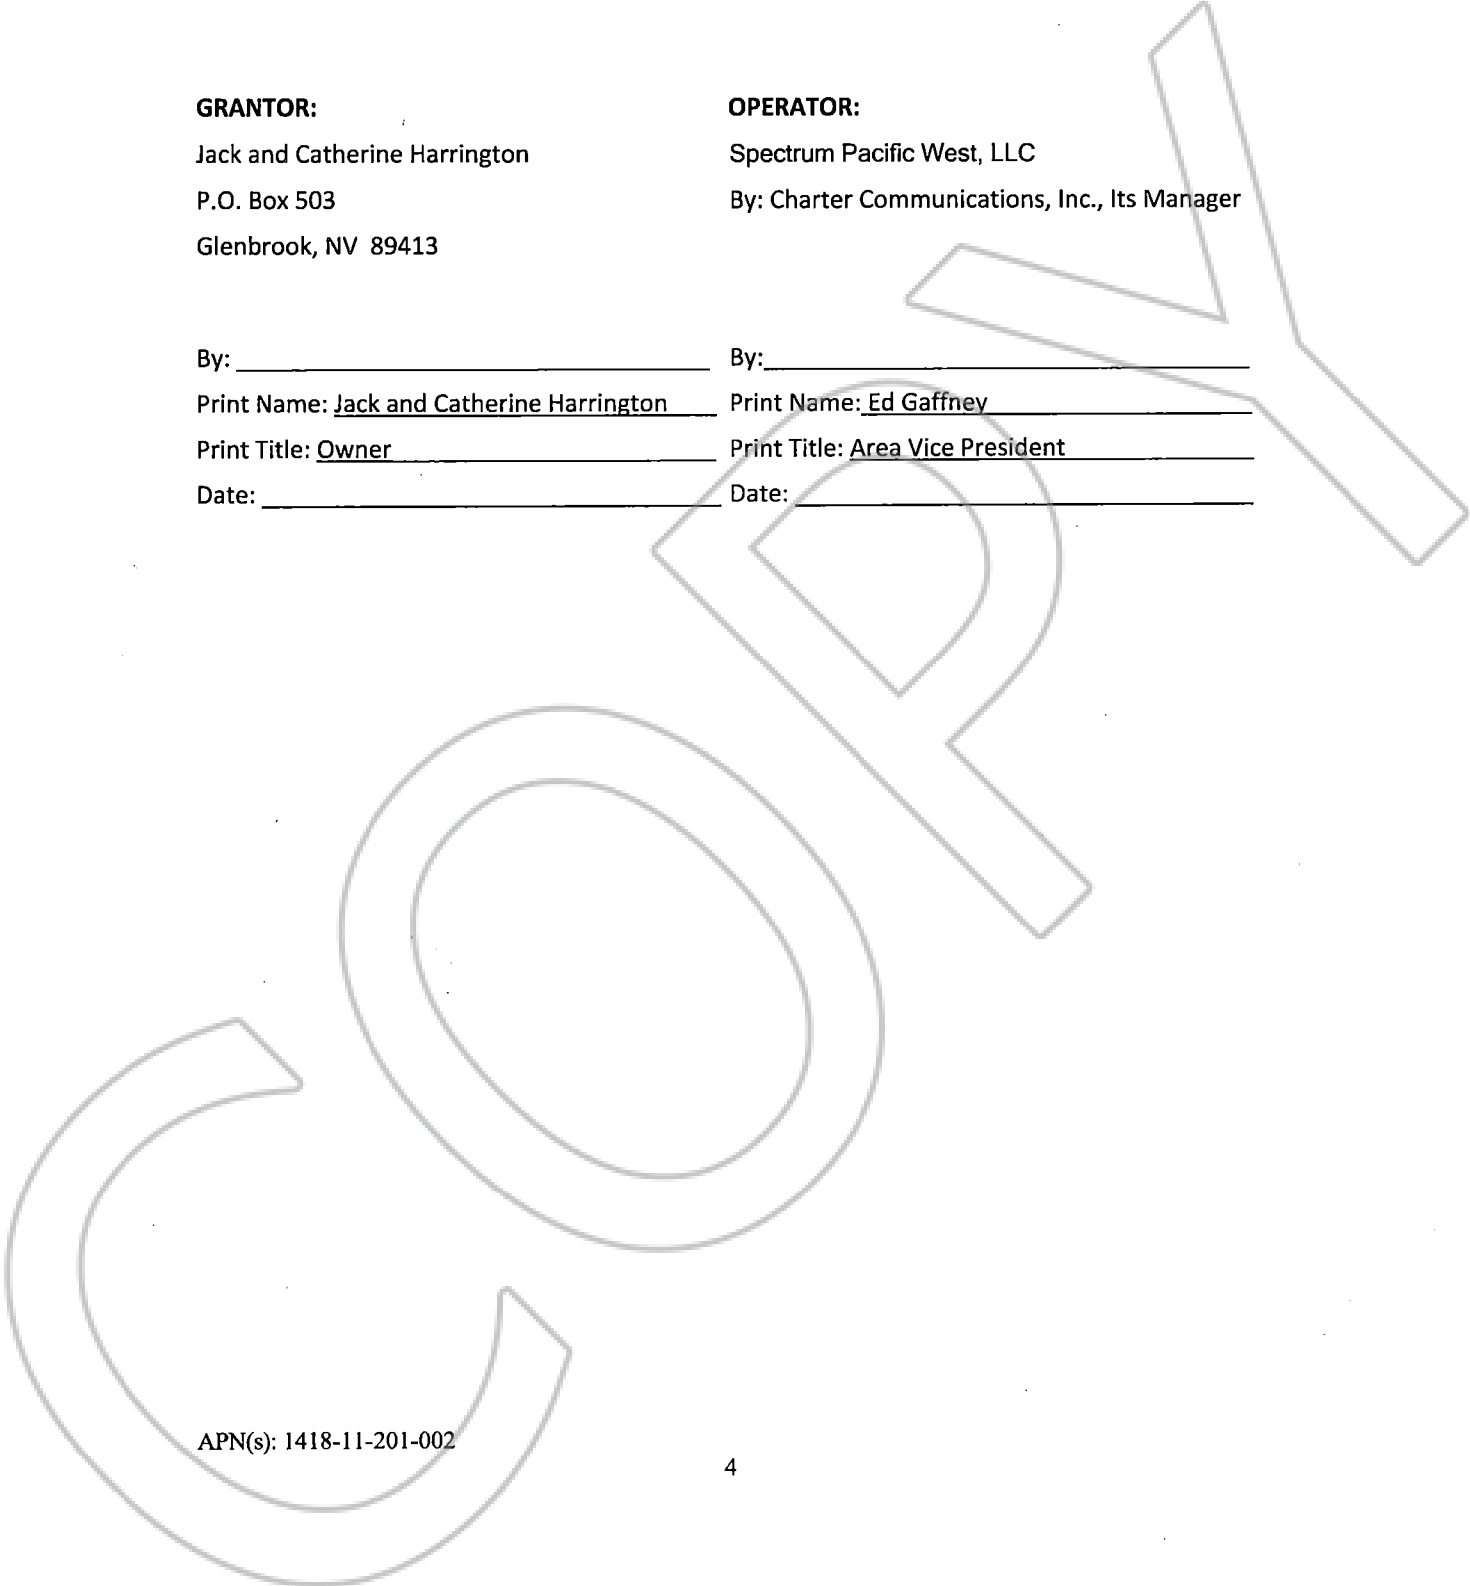 GRANTOR:
Jack and Catherine Harrington
P.O. Box 503
Glenbrook, NV 89413
By:
Print Name: Jack and Catherine Harrington
Print Title: Owner
Date:
OPERATOR:
Spectrum Pacific West, LLC
By: Charter Communications, Inc., Its Manager
By:
Print Name: Ed Gaffney
Print Title: Area Vice President
Date:
COPY
APN(s): 1418-11-201-002
4